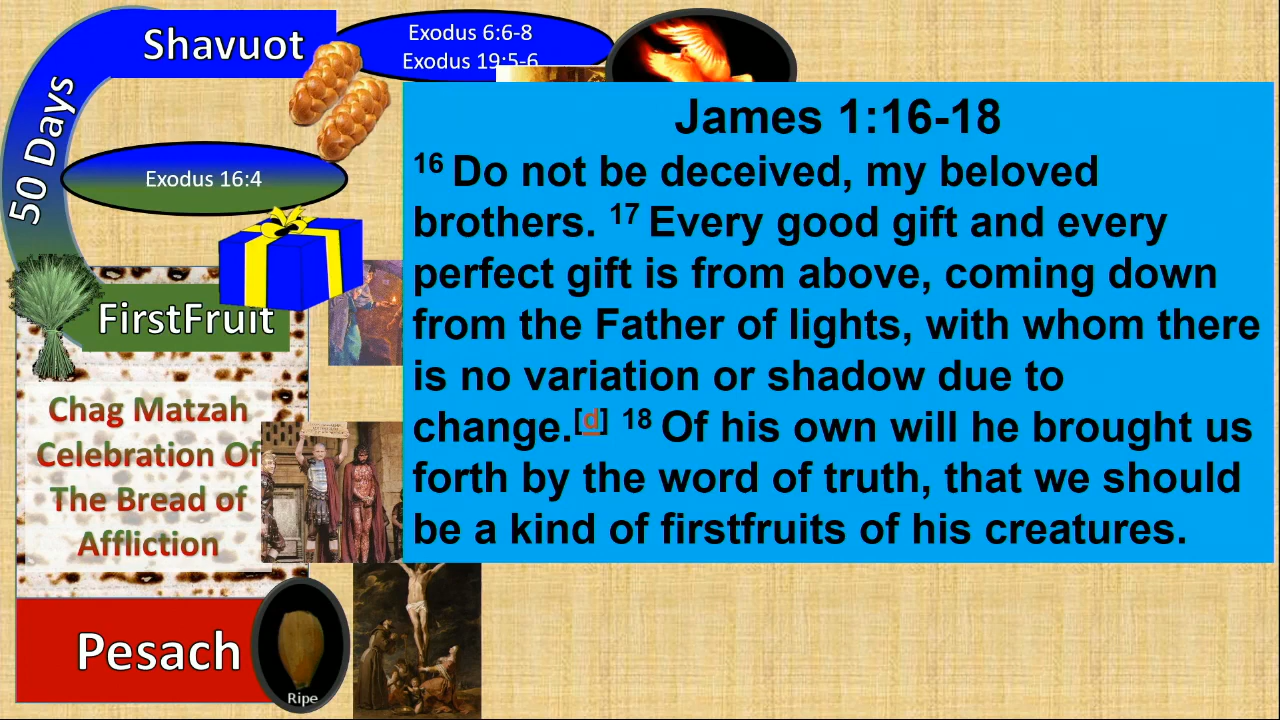 Shavuot
50 Days
Exodus 6:6-8
Exodus 19:5-6
Exodus 16:4
FirstFruit
Chag Matzah
Celebration Of
The Bread of
Affliction
Pesach
Ripe
James 1:16-18
16 Do not be deceived, my beloved
brothers. 17 Every good gift and every
perfect gift is from above, coming down
from the Father of lights, with whom there
is no variation or shadow due to
change.[d] 18 Of his own will he brought us
forth by the word of truth, that we should
be a kind of firstfruits of his creatures.